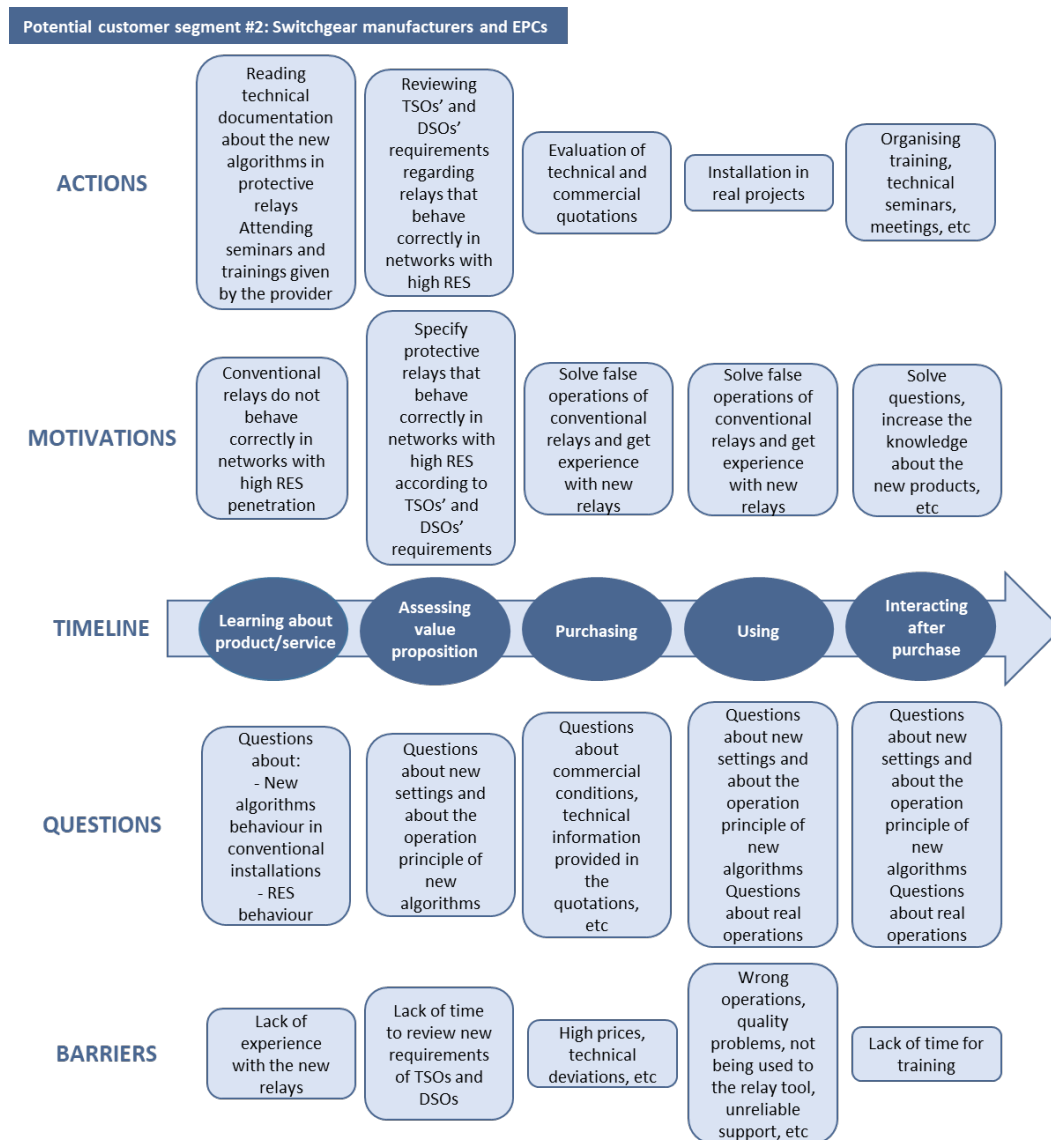 Potential customer segment #2: Switchgear manufacturers and EPCs
ACTIONS
Reading
technical
documentation
about the new
algorithms in
protective
relays
Attending
seminars and
trainings given
by the provider
Reviewing
TSOs’ and
DSOs’
requirements
regarding
relays that
behave
correctly in
networks with
high RES
Evaluation of
technical and
commercial
quotations
Installation in
real projects
Organising
training,
technical
seminars,
meetings, etc
MOTIVATIONS
Conventional
relays do not
behave
correctly in
networks with
high RES
penetration
Specify
protective
relays that
behave
correctly in
networks with
high RES
according to
TSOs’ and
DSOs’
requirements
Solve false
operations of
conventional
relays and get
experience
with new
relays
Solve false
operations of
conventional
relays and get
experience
with new
relays
Solve
questions,
increase the
knowledge
about the
new products,
etc
TIMELINE
Learning about
product/service
Assessing
value
proposition
Purchasing
Using
Interacting
after
purchase
QUESTIONS
Questions
about:
- New
algorithms
behaviour in
conventional
installations
- RES
behaviour
Questions
about new
settings and
about the
operation
principle of
new
algorithms
Questions
about
commercial
conditions,
technical
information
provided in
the
quotations,
etc
Questions
about new
settings and
about the
operation
principle of
new
algorithms
Questions
about real
operations
Questions
about new
settings and
about the
operation
principle of
new
algorithms
Questions
about real
operations
BARRIERS
Lack of
experience
with the new
relays
Lack of time
to review new
requirements
of TSOs and
DSOs
High prices,
technical
deviations, etc
Wrong
operations,
quality
problems, not
being used to
the relay tool,
unreliable
support, etc
Lack of time for
training